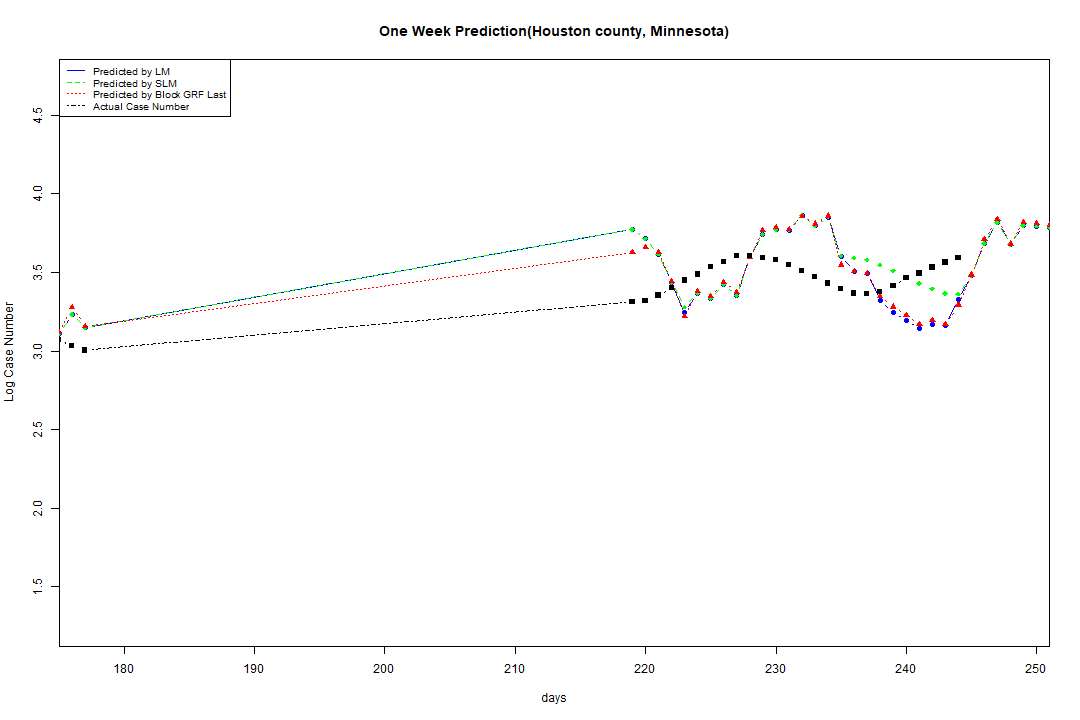 One Week Prediction(Houston county, Minnesota)
Predicted by LM
Predicted by SLM
Predicted by Block GRF Last
Actual Case Number
4.5
4.0
3.5
3.0
2.5
2.0
1.5
Log Case Number
180 190 200 210 220 230 240 250
days